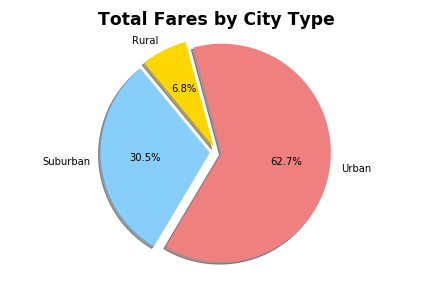 Total Fares by City Type
Rural
6.8%
Suburban
30.5%
62.7%
Urban